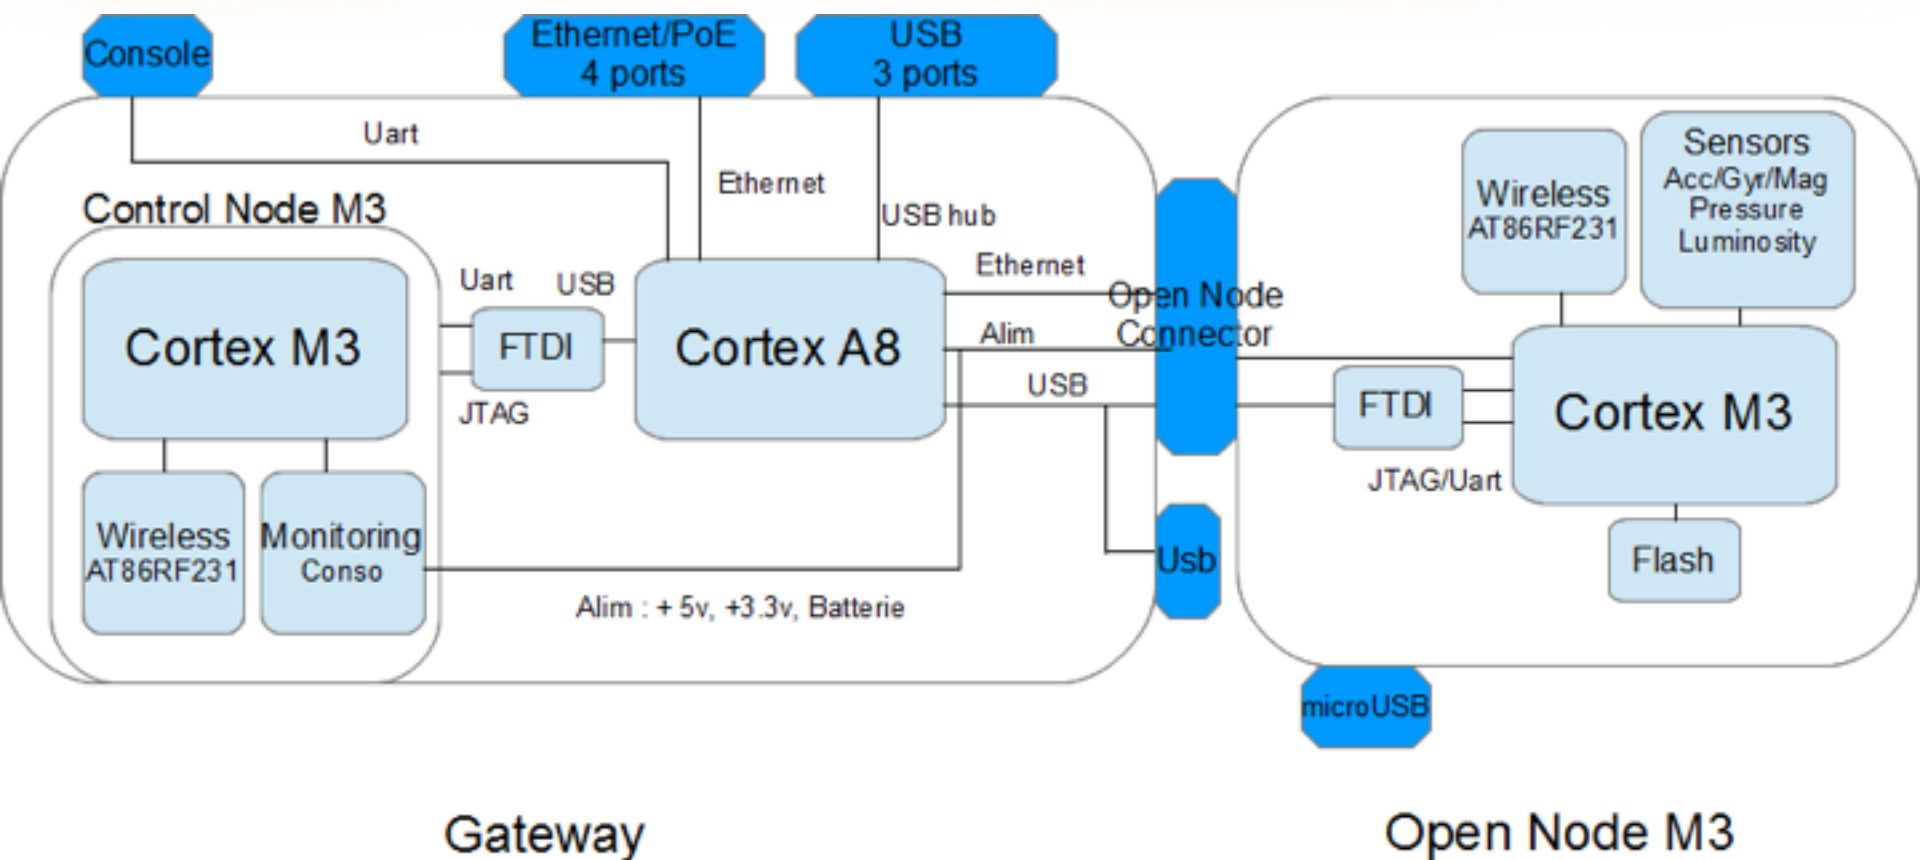 Console
Ethernet/PoE
4 ports
USB
3 ports
Uart
Ethernet
USB hub
Control Node M3
Cortex M3
Uart
USB
FTDI
JTAG
Cortex A8
Ethernet
Alim
USB
Open Node
Connector
Wireless
AT86RF231
Monitoring
Conso
Alim : + 5v, +3.3v, Batterie
Usb
Wireless
AT86RF231
Sensors
Acc/Gyr/Mag
Pressure
Luminosity
FTDI
Cortex M3
JTAG/Uart
Flash
microUSB
Gateway
Open Node M3